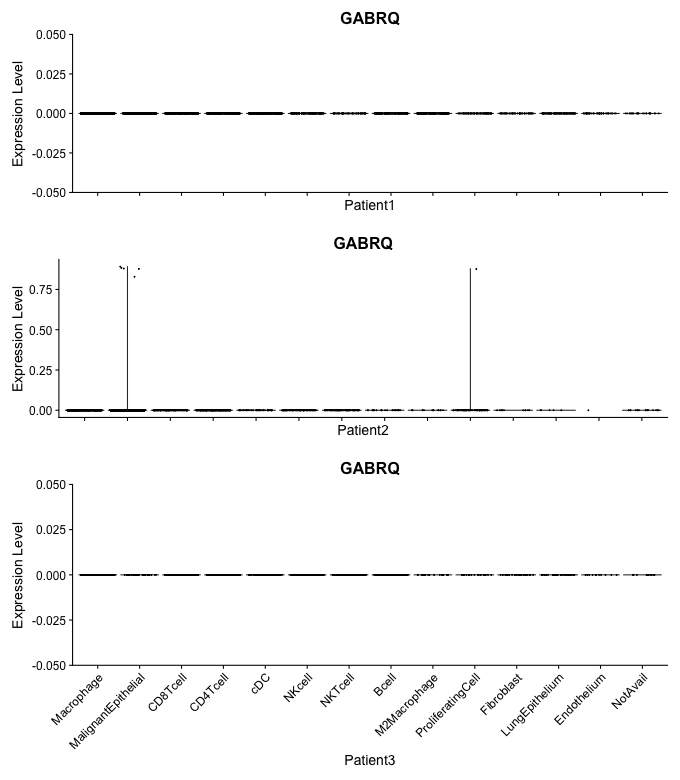 GABRQ
Expression Level
0.050
0.025
0.000
-0.025
-0.050
Patient1
GABRQ
Expression Level
0.75
0.50
0.25
0.00
Patient2
GABRQ
Expression Level
0.050
0.025
0.000
-0.025
-0.050
Macrophage
MalignantEpithelial
CD8Tcell
CD4Tcell
cDC
NKcell
NKTcell
Bcell
M2Macrophage
ProliferatingCell
Fibroblast
LungEpithelium
Endothelium
NotAvail
Patient3